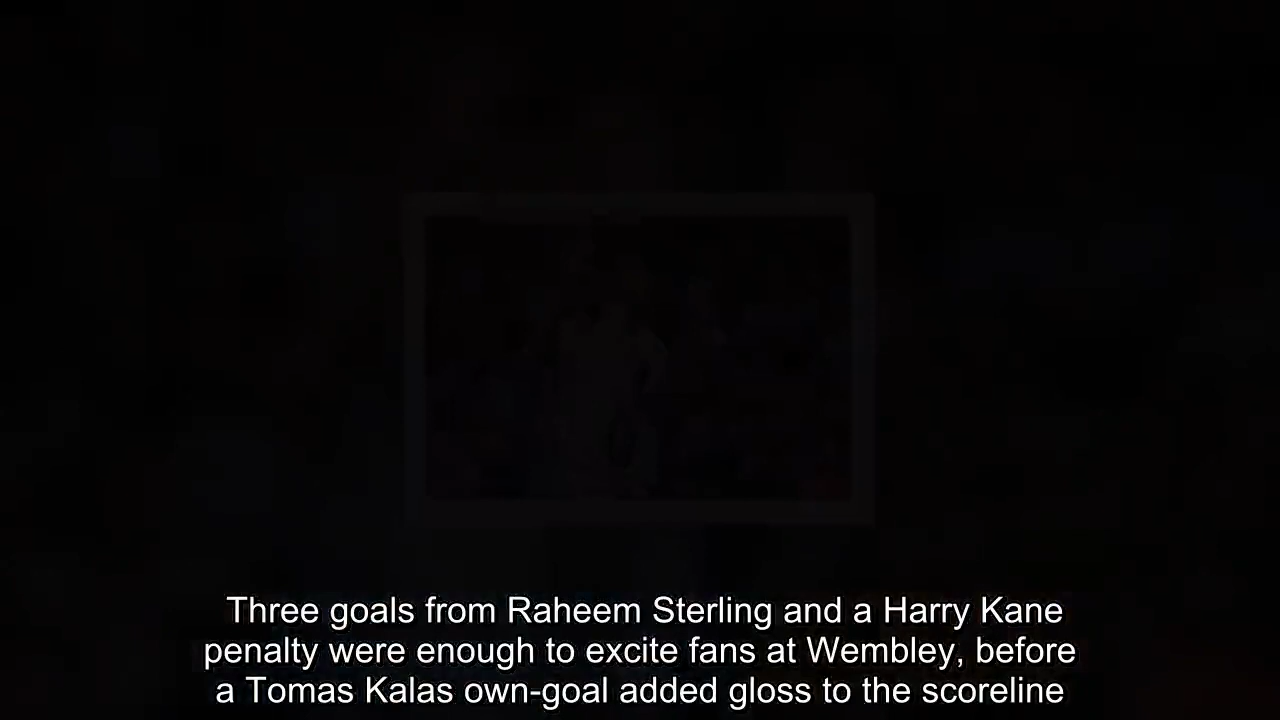 Three goals from Raheem Sterling and a Harry Kane
penalty were enough to excite fans at Wembley, before
a Tomas Kalas own-goal added gloss to the scoreline